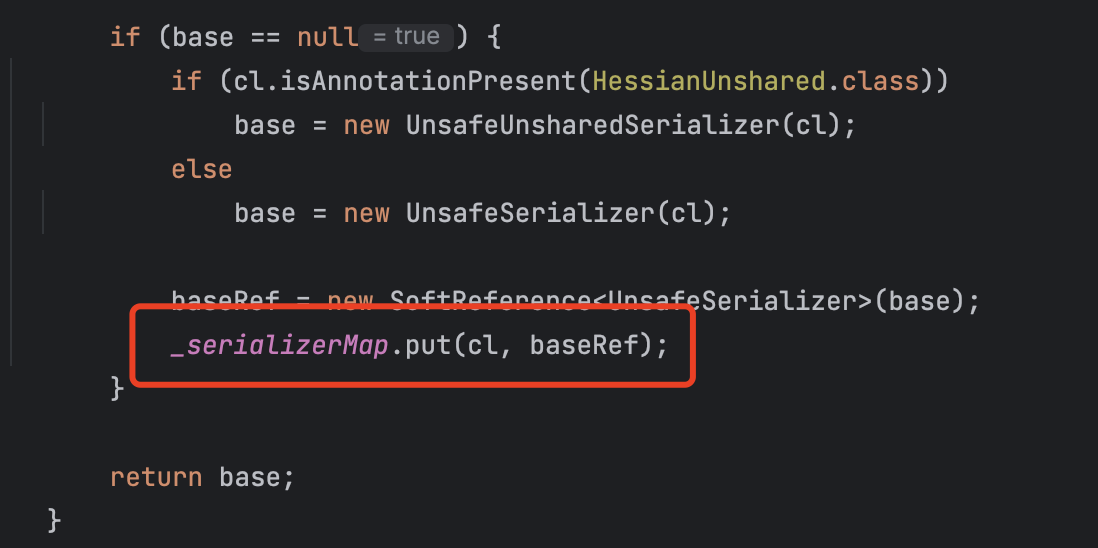 if (base == null = true ) {
if (cl.isAnnotationPresent(HessianUnshared.class))
base = new UnsafeUnsharedSerializer(cl);
else
base = new UnsafeSerializer(cl);
baseRef = new SoftReference<UnsafeSerializer>(base);
_serializerMap.put(cl, baseRef);
}
return base;
}